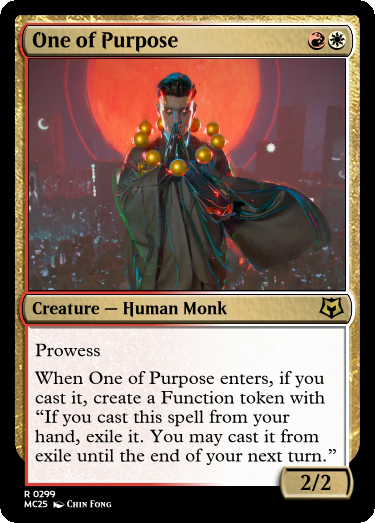 One of Purpose
Creature — Human Monk
Prowess
When One of Purpose enters, if you
cast it, create a Function token with
“If you cast this spell from your
hand, exile it. You may cast it from
exile until the end of your next turn.”
2/2
R 0299
MC25 Chin Fong